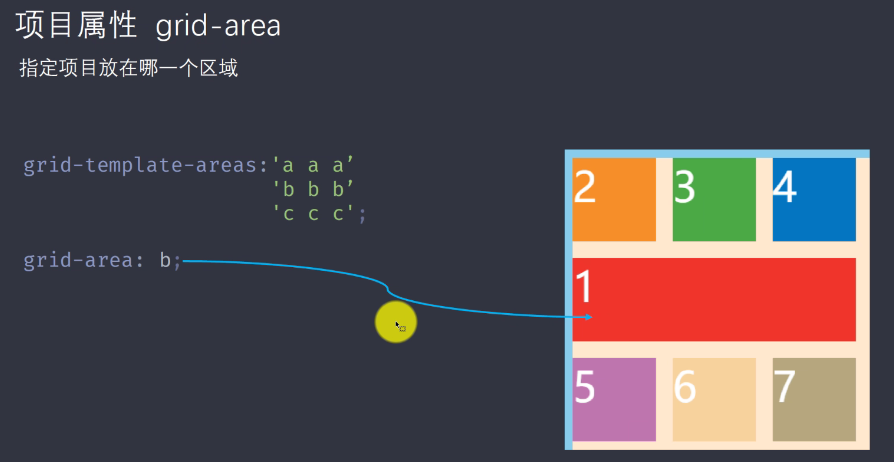 项目属性 grid-area
指定项目放在哪一个区域
grid-template-areas:'a a a’
'b b b’
'c c c';
grid-area: b;
2 3 4
1
5 6 7